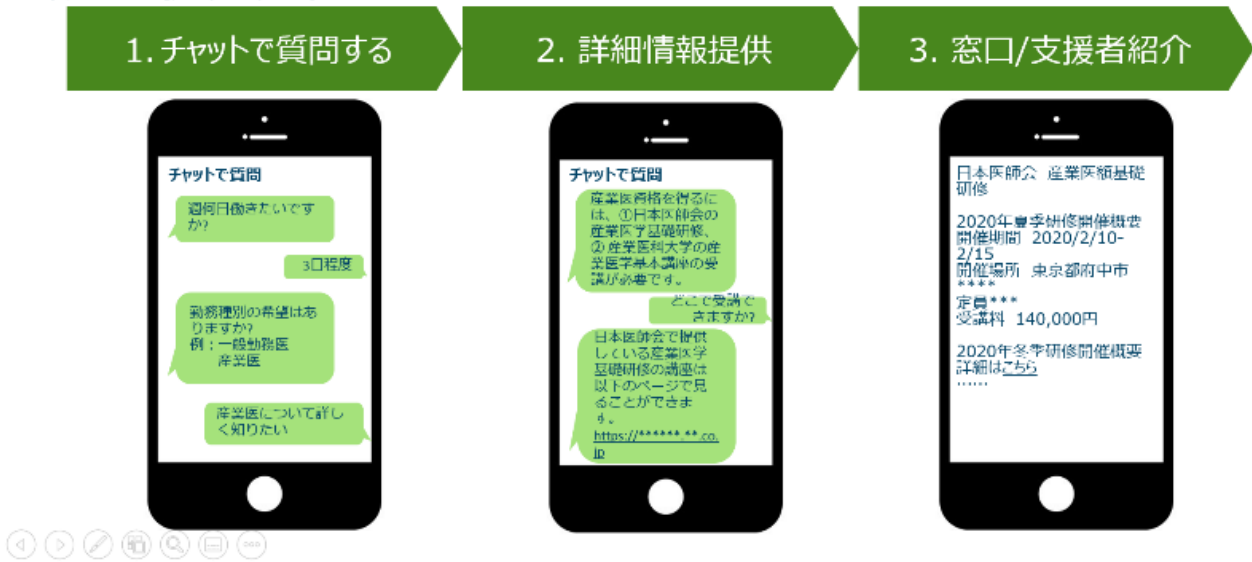 1. チャットで質問する
2. 詳細情報提供
3. 窓口/支援者紹介
チャットで質問
週何日働きたいです
か?
3日程度
勤務種別の希望はあ
りますか?
例：一般勤務医
産業医
産業医について詳し
く知りたい
チャットで質問
産業医資格を得るに
は、①日本医師会の
産業医学基礎研修、
②産業医科大学の産
業医学基本講座の受
講が必要です。
どこで受講で
きますか?
日本医師会で提供
している産業医学
基礎研修の講座は
以下のページで見
ることができま
す。
https://******.**.co.
jp
日本医師会 産業医額基礎
研修
2020年夏季研修開催概要
開催期間 2020/2/10-
2/15
開催場所 東京都府中市
****
定員***
受講料 140,000円
2020年冬季研修開催概要
詳細はこちら
……